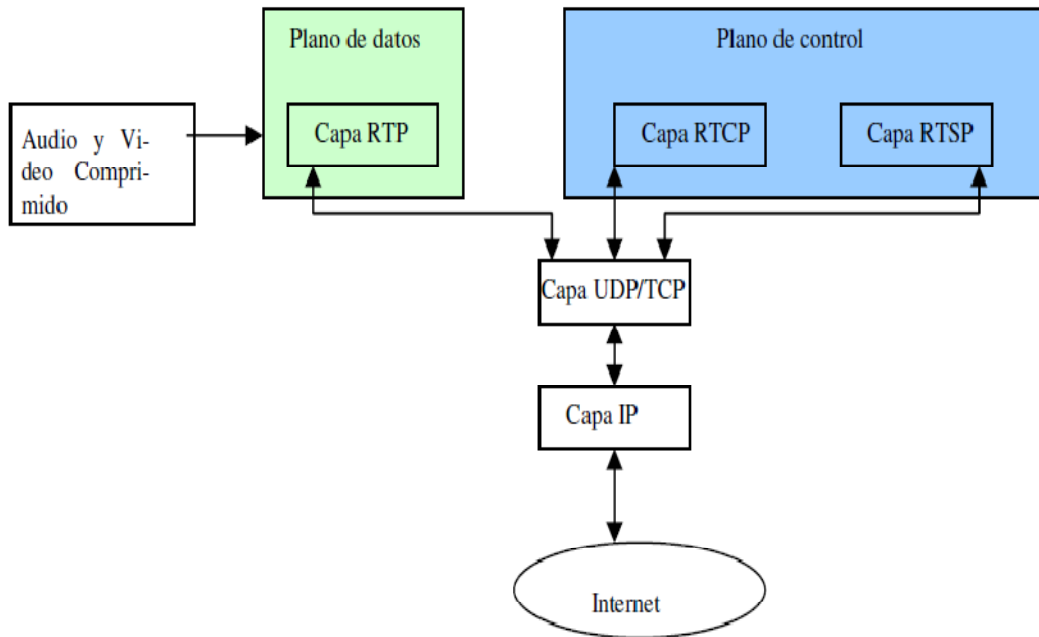 Plano de datos
Plano de control
Capa RTP
Capa RTCP
Capa RTSP
Audio y Vi-
deo Compri-
mido
Capa UDP/TCP
Capa IP
Internet